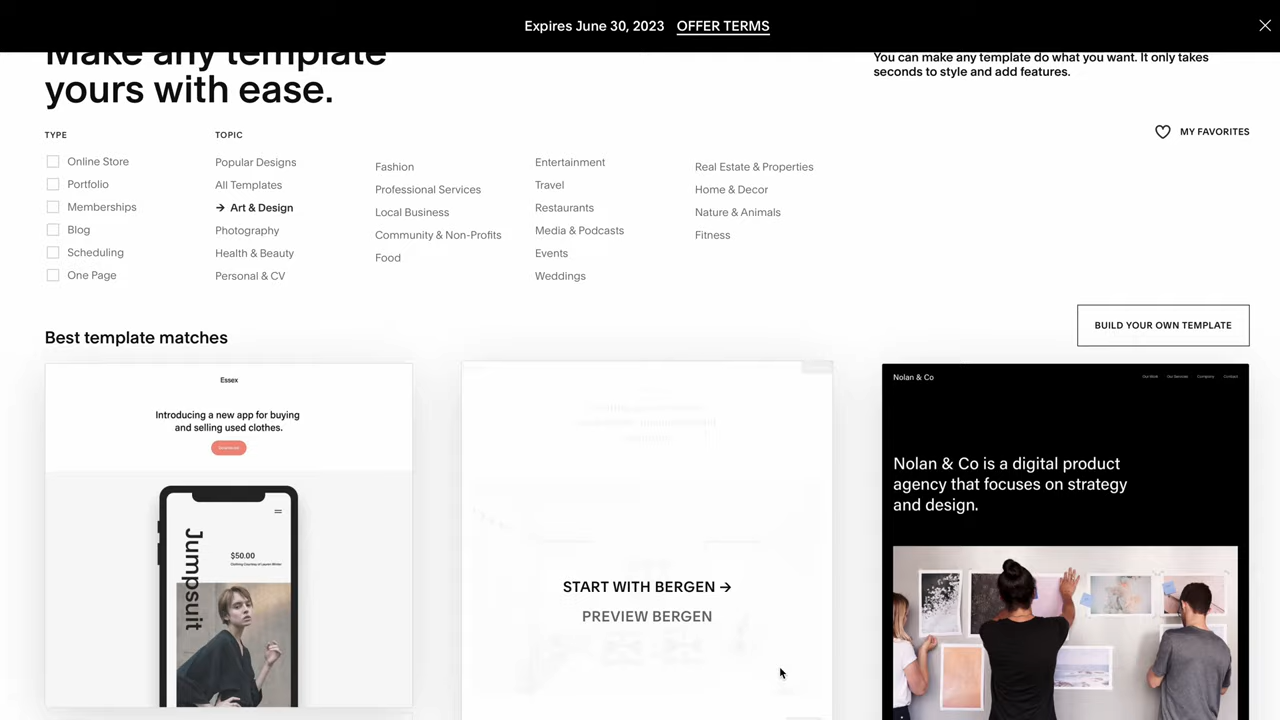 Expires June 30, 2023 OFFER TERMS
Make any template
yours with ease.
You can make any template do what you want. It only takes
seconds to style and add features.
MY FAVORITES
TYPE
Online Store
Portfolio
Memberships
Blog
Scheduling
One Page
TOPIC
Popular Designs
All Templates
→ Art & Design
Photography
Health & Beauty
Personal & CV
Fashion
Professional Services
Local Business
Community & Non-Profits
Food
Entertainment
Travel
Restaurants
Media & Podcasts
Events
Weddings
Real Estate & Properties
Home & Decor
Nature & Animals
Fitness
Best template matches
BUILD YOUR OWN TEMPLATE
Essex
Introducing a new app for buying
and selling used clothes.
Jumpsuit
$50.00
START WITH BERGEN →
PREVIEW BERGEN
Nolan & Co
Our Work Our Services Company Contact
Nolan & Co is a digital product
agency that focuses on strategy
and design.